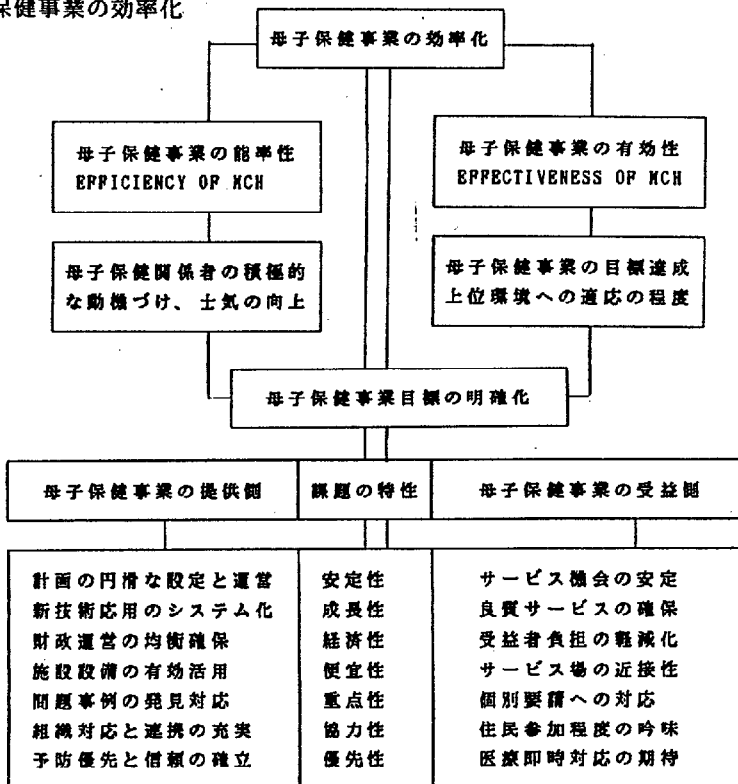 保健事業の効率化
母子保健事業の効率化
母子保健事業の能率性
EFFICIENCY OF MCH
母子保健事業の有効性
EFFECTIVENESS OF MCH
母子保健関係者の積極的
な動機づけ、士気の向上
母子保健事業の目標達成
上位環境への適応の程度
母子保健事業目標の明確化
母子保健事業の提供側
課題の特性
母子保健事業の受益側
計画の円滑な設定と運営 安定性 サービス機会の安定
新技術応用のシステム化 成長性 良質サービスの確保
財政運営の均衡確保 経済性 受益者負担の軽減化
施設設備の有効活用 便宜性 サービス場の近接性
問題事例の発見対応 重点性 個別要請への対応
組織対応と連携の充実 協力性 住民参加程度の吟味
予防優先と信頼の確立 優先性 医療即時対応の期待